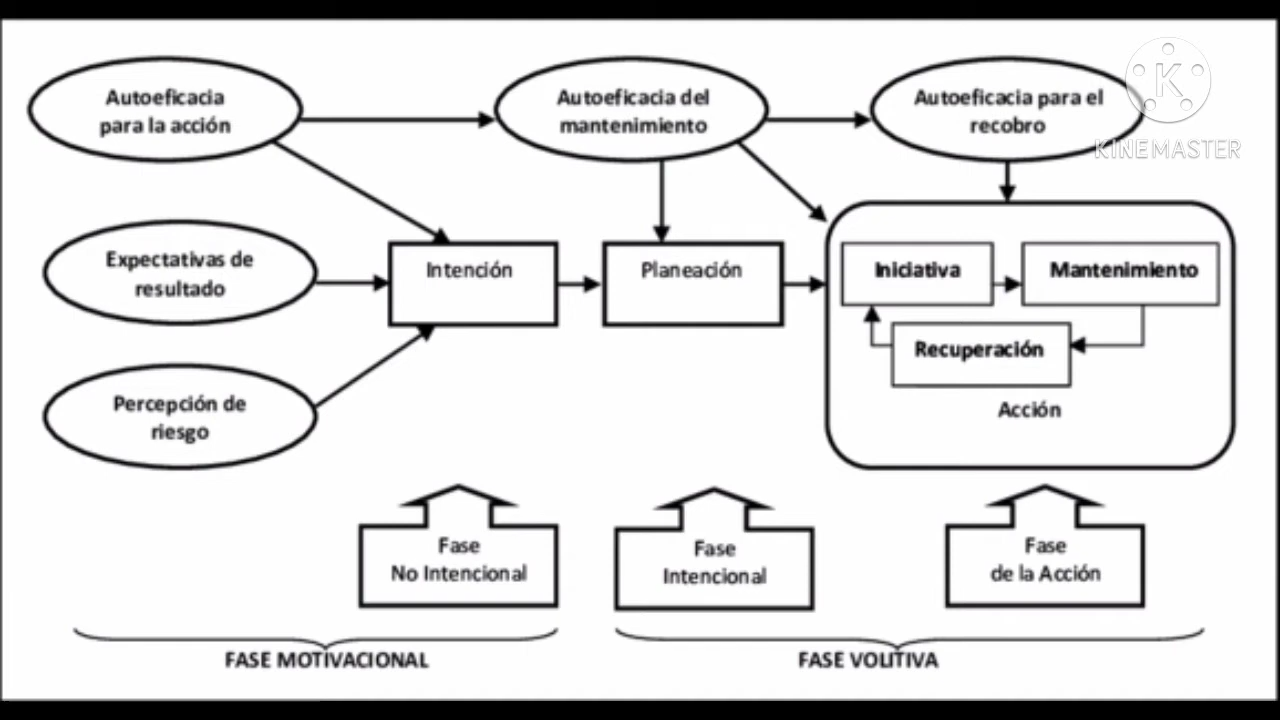 Autoeficacia
para la acción
Autoeficacia del
mantenimiento
Autoeficacia para el
recobro
K
KINEMASTER
Expectativas de
resultado
Intención
Planeación
Iniciativa
Mantenimiento
Recuperación
Acción
Percepción de
riesgo
Fase
No Intencional
Fase
Intencional
Fase
de la Acción
FASE MOTIVACIONAL
FASE VOLITIVA